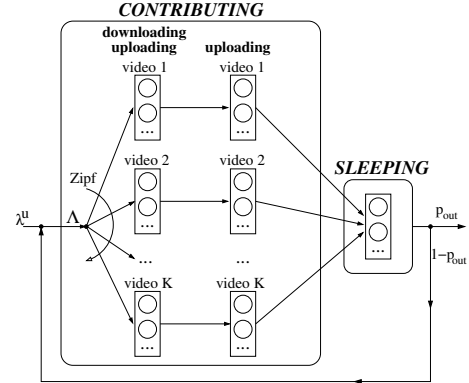 CONTRIBUTING
downloading
uploading
uploading
video 1
video 1
...
...
Zipf
video 2
video 2
SLEEPING
λᵘ
Λ
...
...
...
p_out
1−p_out
...
...
video K
video K
...
...